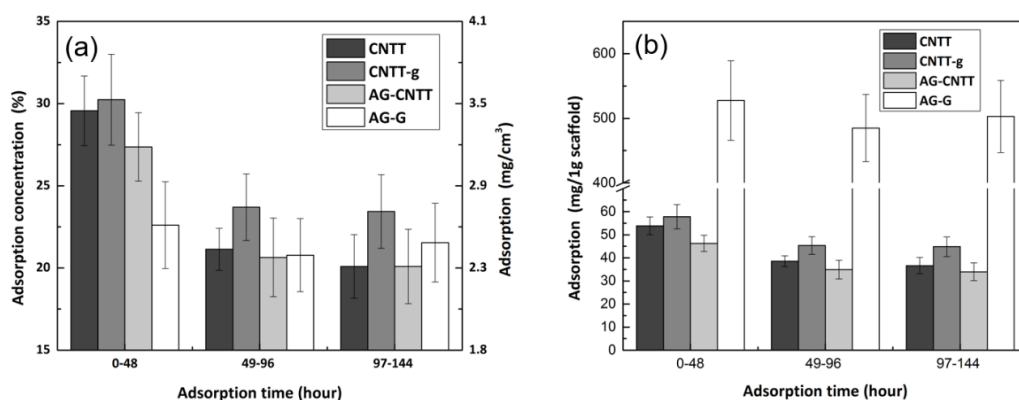 (a)
CNTT
CNTT-g
AG-CNTT
AG-G
Adsorption concentration (%)
35
30
25
20
15
Adsorption (mg/cm³)
4.1
3.5
2.9
2.3
1.8
0-48
49-96
97-144
Adsorption time (hour)
(b)
CNTT
CNTT-g
AG-CNTT
AG-G
Adsorption (mg/1g scaffold)
600
500
400
60
50
40
30
20
10
0
0-48
49-96
97-144
Adsorption time (hour)